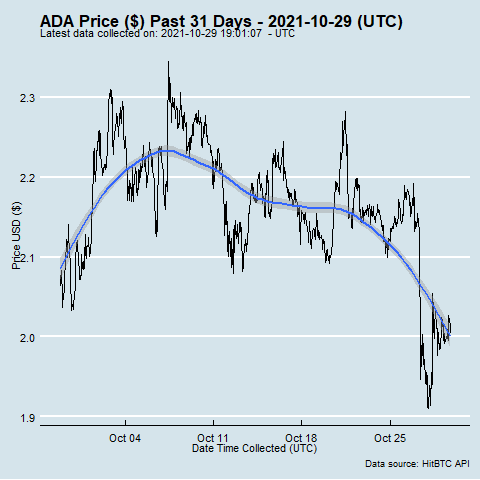 ADA Price ($) Past 31 Days - 2021-10-29 (UTC)
Latest data collected on: 2021-10-29 19:01:07 - UTC
Price USD ($)
2.3
2.2
2.1
2.0
1.9
Oct 04
Oct 11
Oct 18
Oct 25
Date Time Collected (UTC)
Data source: HitBTC API